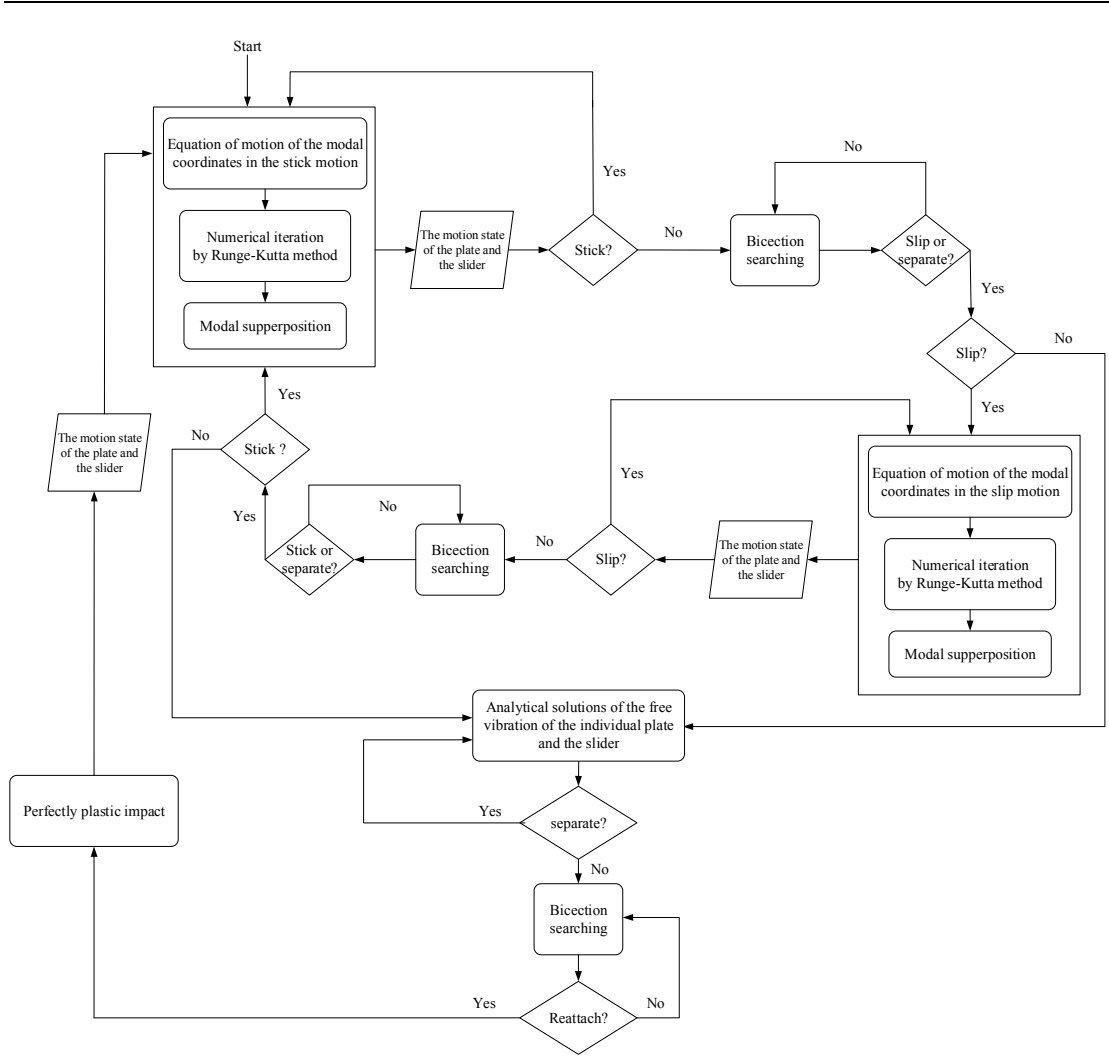 Start
Equation of motion of the modal
coordinates in the stick motion
Numerical iteration
by Runge-Kutta method
Modal supperposition
The motion state
of the plate and
the slider
Stick?
Yes
No
Bicection
searching
No
Slip or
separate?
Yes
Slip?
No
Yes
Equation of motion of the modal
coordinates in the slip motion
Numerical iteration
by Runge-Kutta method
Modal supperposition
The motion state
of the plate and
the slider
Slip?
Yes
No
Bicection
searching
No
Stick or
separate?
Yes
Stick ?
Yes
No
The motion state
of the plate and
the slider
Analytical solutions of the free
vibration of the individual plate
and the slider
separate?
Yes
No
Bicection
searching
Reattach?
No
Yes
Perfectly plastic impact